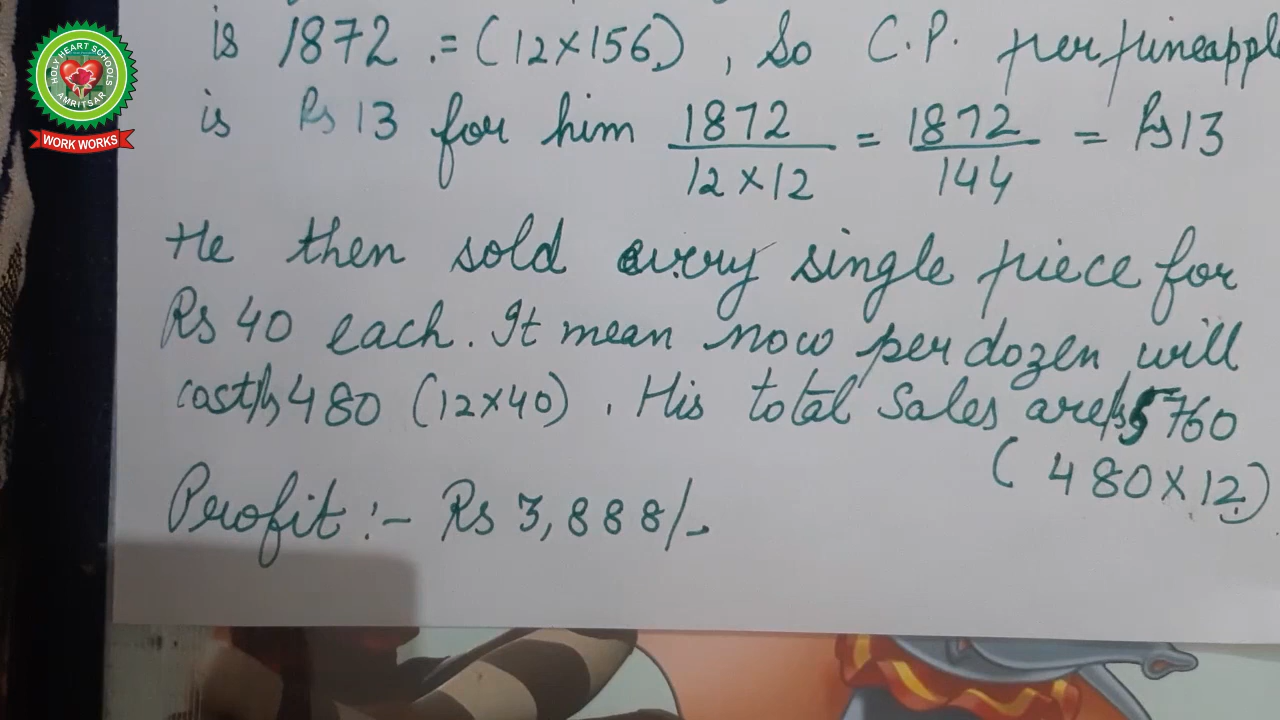 HOLY HEART SCHOOLS
AMRITSAR
WORK WORKS
is 1872 .= (12×156) , So C.P. per pineapple
is Rs 13 for him 1872 / 12 × 12 = 1872 / 144 = Rs 13
He then sold every single piece for
Rs 40 each. It mean now per dozen will
cost Rs 480 (12×40) . His total Sales are Rs 5760
(480×12)
Profit :- Rs 3,888/-